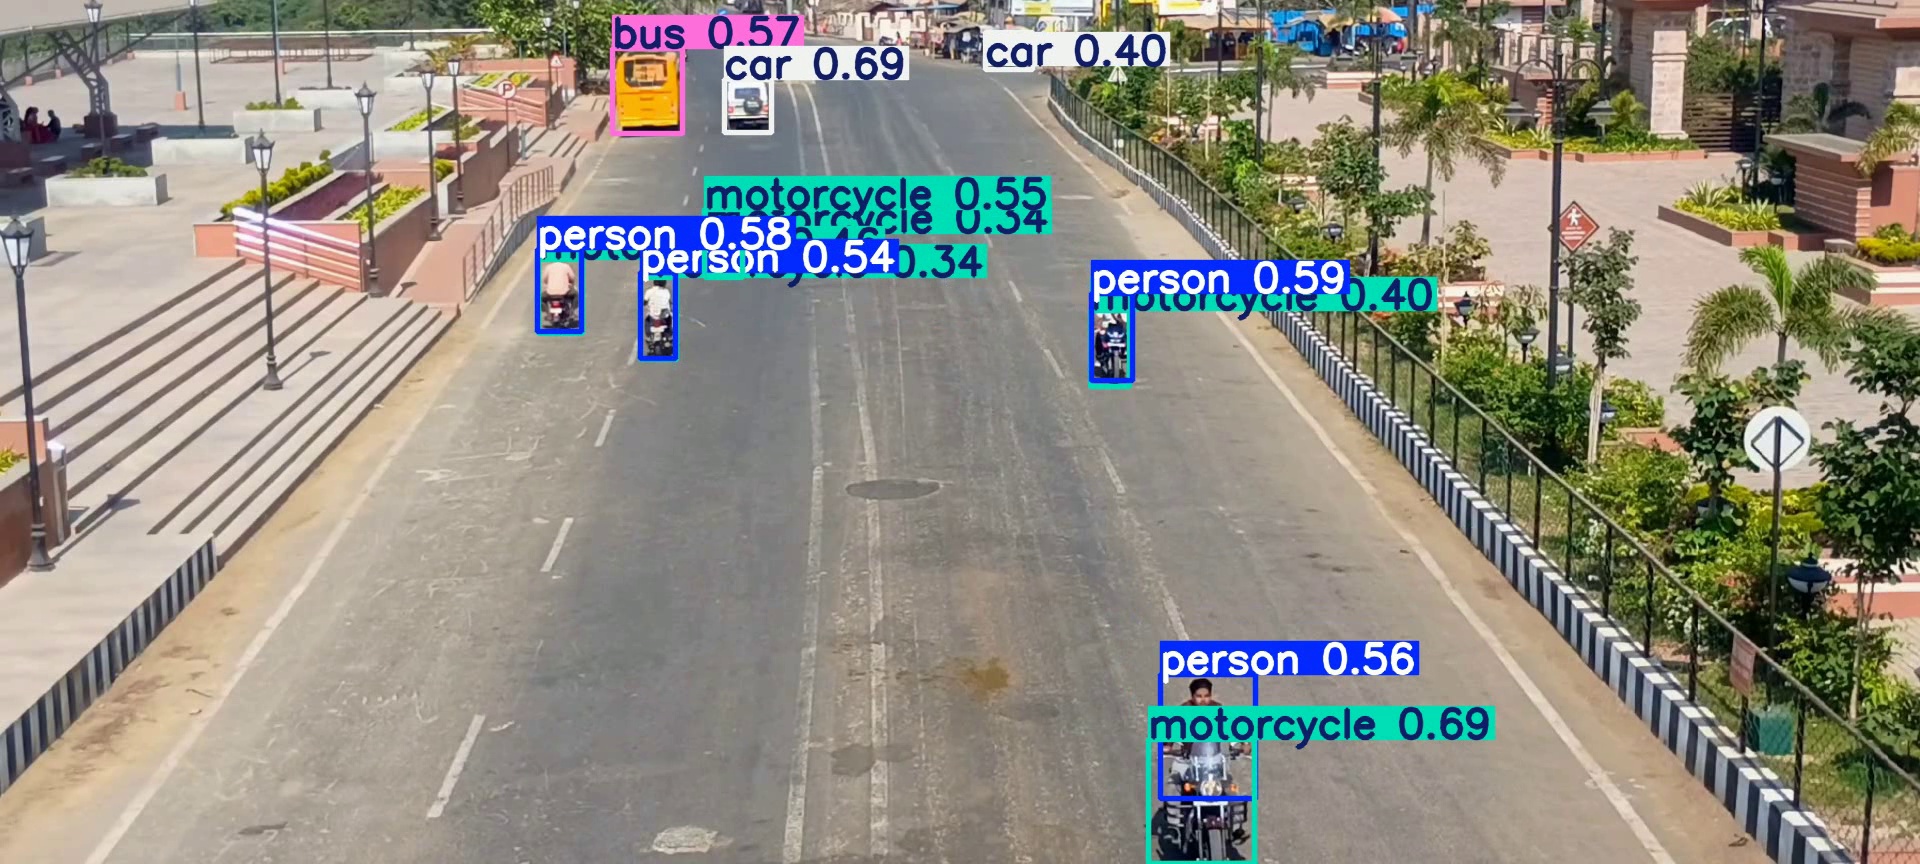 bus 0.57
car 0.69
car 0.40
P
motorcycle 0.55
motorcycle 0.34
person 0.58
person 0.54
0.34
person 0.59
motorcycle 0.40
person 0.56
motorcycle 0.69